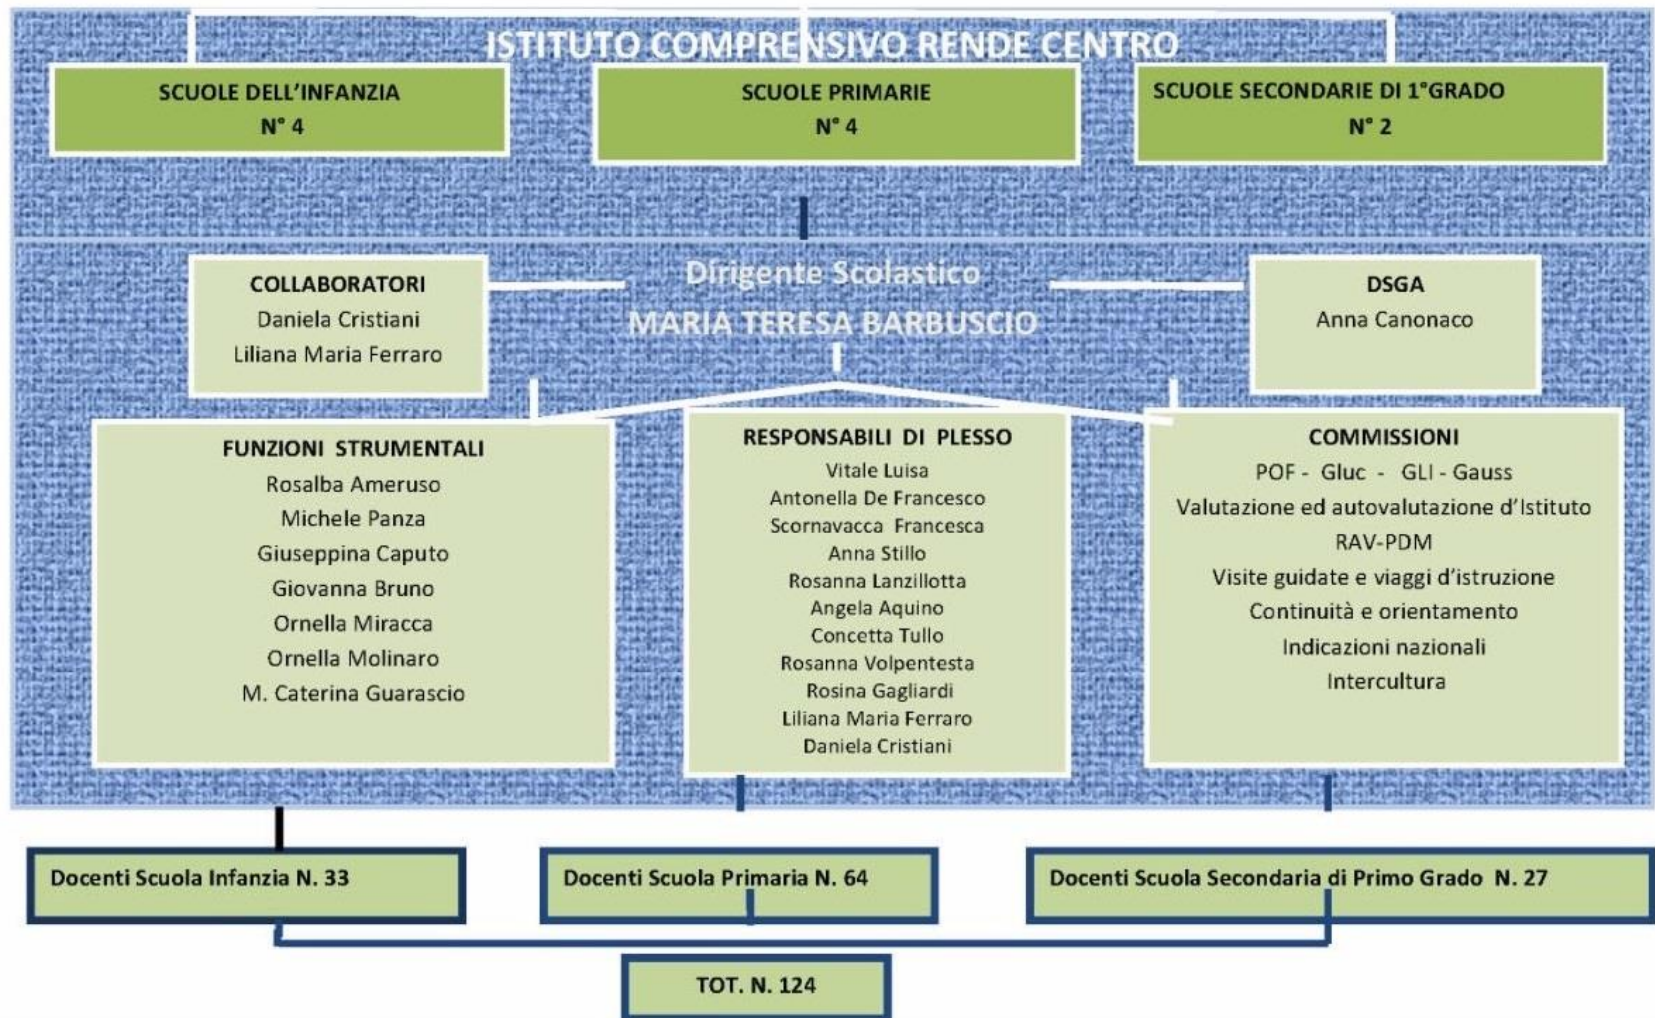 ISTITUTO COMPRENSIVO RENDE CENTRO
SCUOLE DELL'INFANZIA
N° 4
SCUOLE PRIMARIE
N° 4
SCUOLE SECONDARIE DI 1°GRADO
N° 2
Dirigente Scolastico
MARIA TERESA BARBUSCIO
COLLABORATORI
Daniela Cristiani
Liliana Maria Ferraro
DSGA
Anna Canonaco
FUNZIONI STRUMENTALI
Rosalba Ameruso
Michele Panza
Giuseppina Caputo
Giovanna Bruno
Ornella Miracca
Ornella Molinaro
M. Caterina Guarascio
RESPONSABILI DI PLESSO
Vitale Luisa
Antonella De Francesco
Scornavacca Francesca
Anna Stillo
Rosanna Lanzillotta
Angela Aquino
Concetta Tullo
Rosanna Volpentesta
Rosina Gagliardi
Liliana Maria Ferraro
Daniela Cristiani
COMMISSIONI
POF - Gluc - GLI - Gauss
Valutazione ed autovalutazione d'Istituto
RAV-PDM
Visite guidate e viaggi d'istruzione
Continuità e orientamento
Indicazioni nazionali
Intercultura
Docenti Scuola Infanzia N. 33
Docenti Scuola Primaria N. 64
Docenti Scuola Secondaria di Primo Grado N. 27
TOT. N. 124